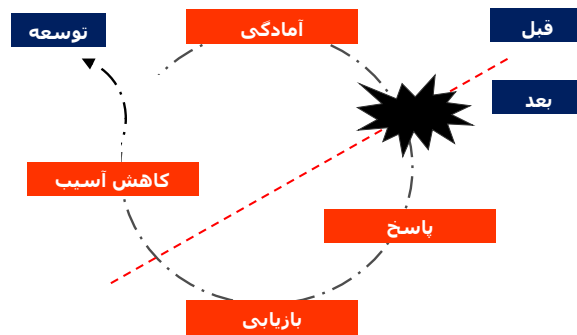 آمادگی
قبل
توسعه
بعد
کاهش آسیب
پاسخ
بازیابی